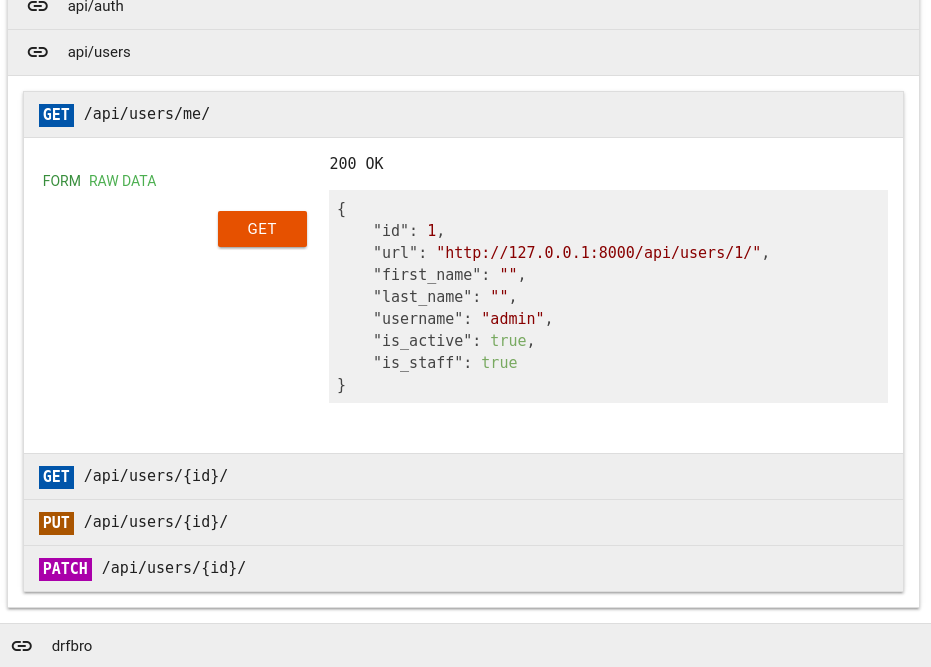 api/auth
api/users
GET /api/users/me/
200 OK
FORM RAW DATA
GET
{
    "id": 1,
    "url": "http://127.0.0.1:8000/api/users/1/",
    "first_name": "",
    "last_name": "",
    "username": "admin",
    "is_active": true,
    "is_staff": true
}
GET /api/users/{id}/
PUT /api/users/{id}/
PATCH /api/users/{id}/
drfbro